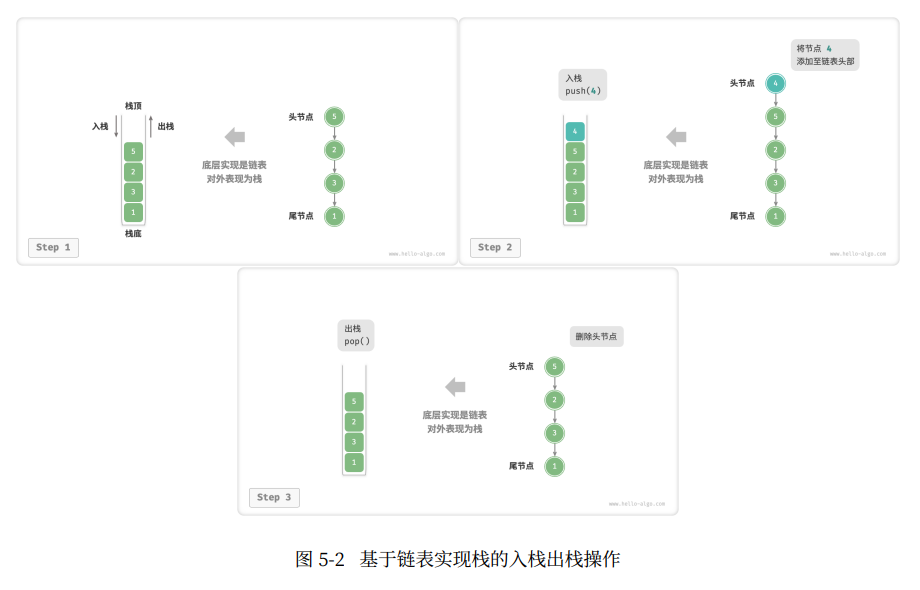 栈顶
入栈
出栈
5
2
3
1
栈底
底层实现是链表
对外表现为栈
头节点
5
2
3
尾节点
1
Step 1
www.hello-algo.com
入栈
push(4)
4
5
2
3
1
底层实现是链表
对外表现为栈
将节点 4
添加至链表头部
头节点
4
5
2
3
尾节点
1
Step 2
www.hello-algo.com
出栈
pop()
5
2
3
1
底层实现是链表
对外表现为栈
删除头节点
头节点
5
2
3
尾节点
1
Step 3
www.hello-algo.com
图 5-2 基于链表实现栈的入栈出栈操作